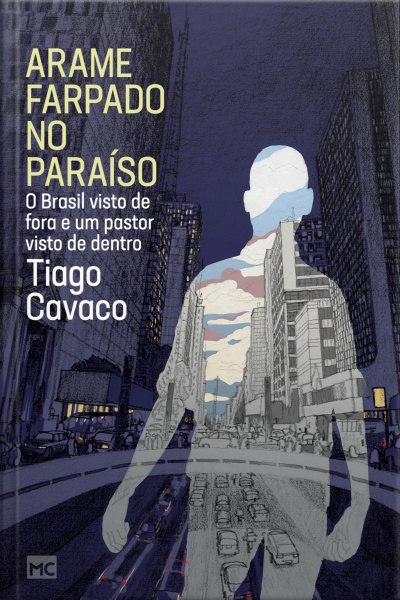 ARAME
FARPADO
NO
PARAÍSO
O Brasil visto de
fora e um pastor
visto de dentro
Tiago
Cavaco
MC